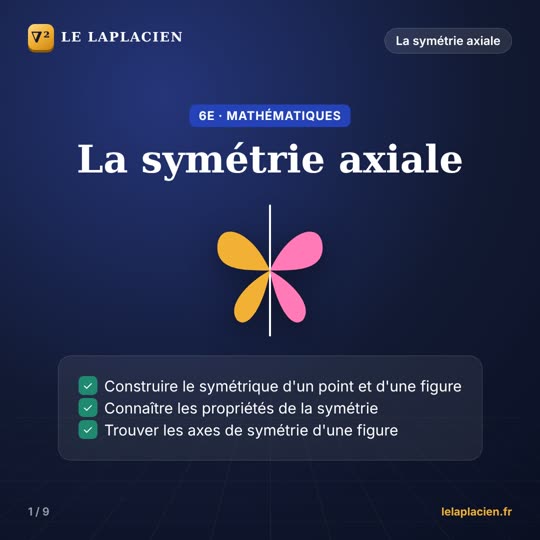 ∇² LE LAPLACIEN
La symétrie axiale
6E · MATHÉMATIQUES
La symétrie axiale
Construire le symétrique d'un point et d'une figure
Connaître les propriétés de la symétrie
Trouver les axes de symétrie d'une figure
1 / 9
lelaplacien.fr